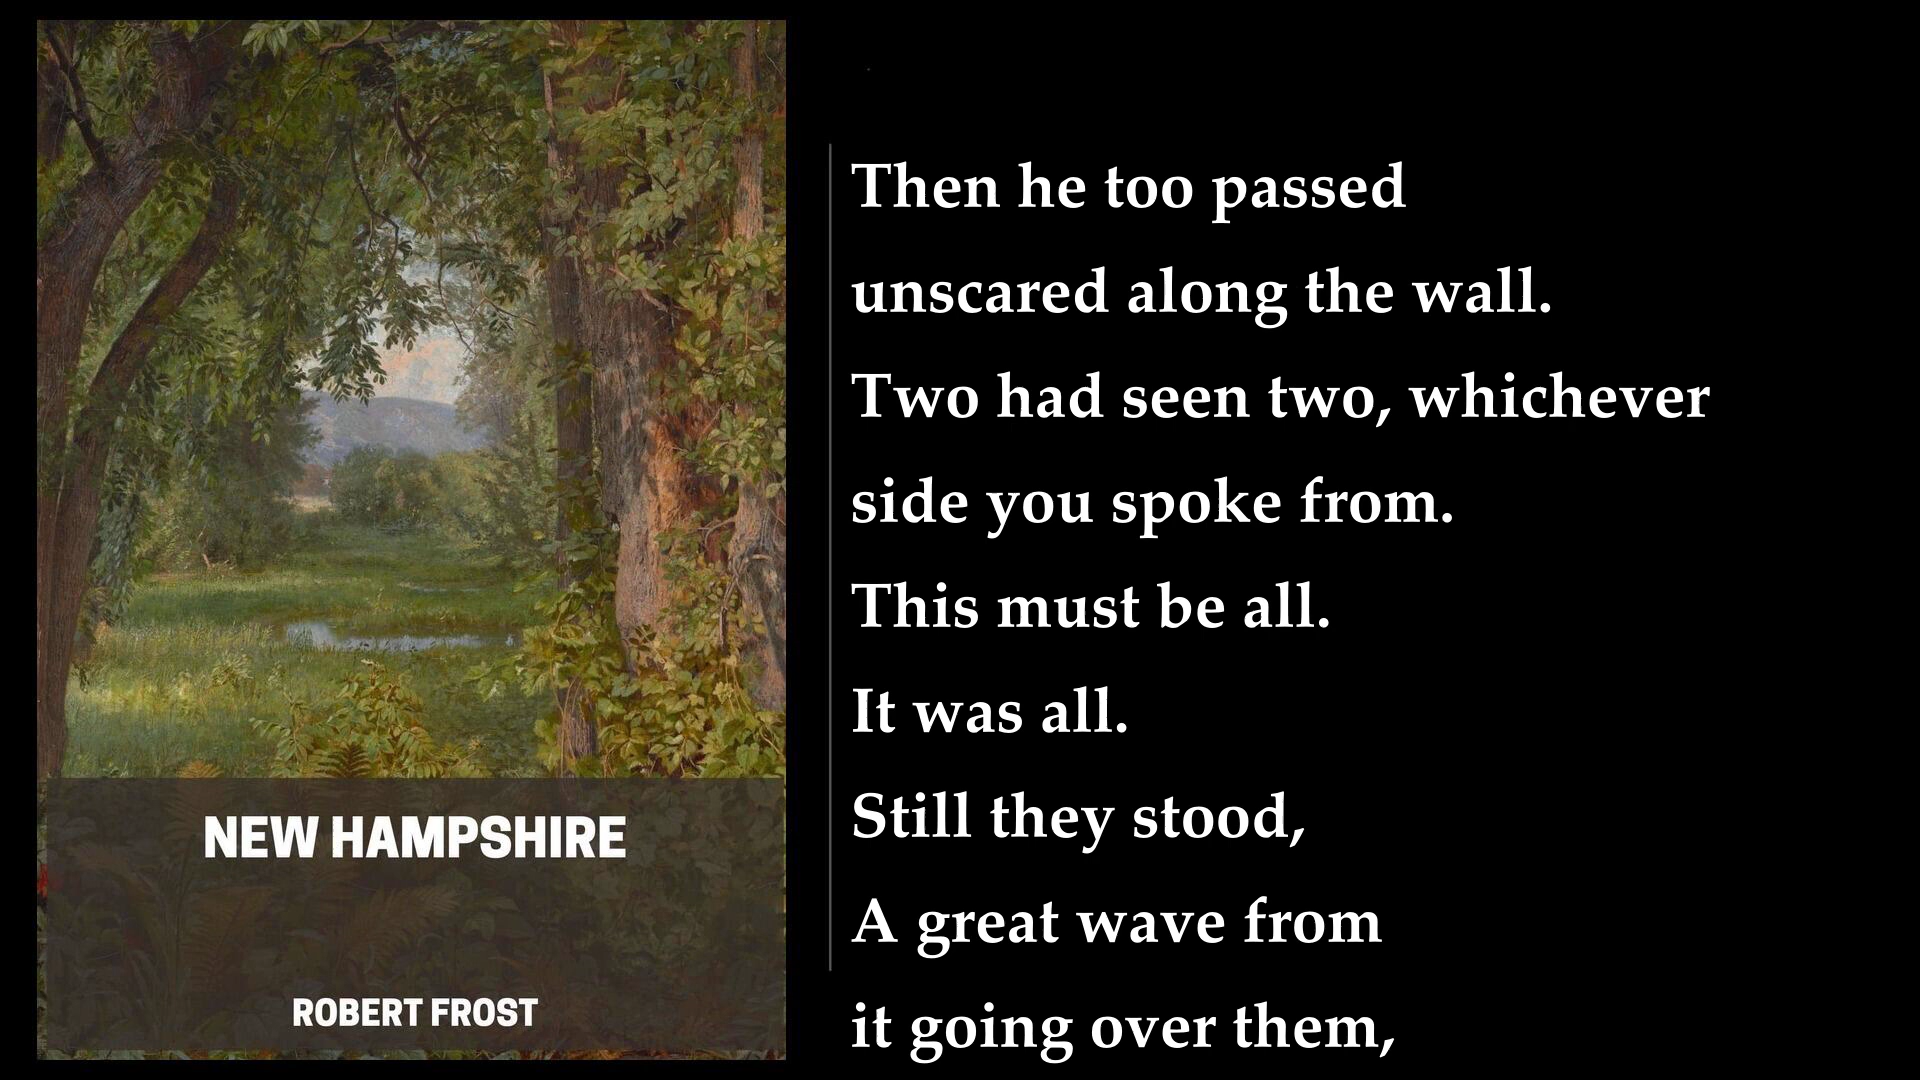 NEW HAMPSHIRE
ROBERT FROST
Then he too passed
unscared along the wall.
Two had seen two, whichever
side you spoke from.
This must be all.
It was all.
Still they stood,
A great wave from
it going over them,